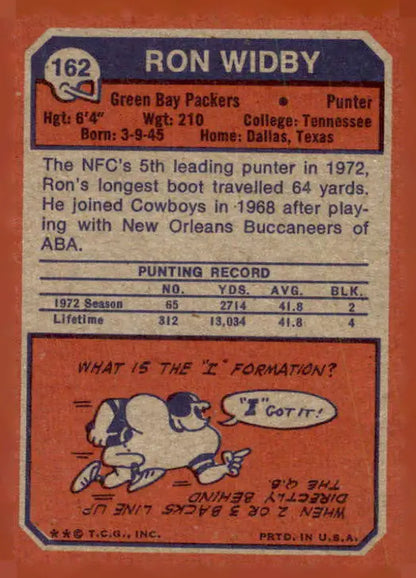 162
RON WIDBY
Green Bay Packers • Punter
Hgt: 6'4" Wgt: 210 College: Tennessee
Born: 3-9-45 Home: Dallas, Texas
The NFC's 5th leading punter in 1972,
Ron's longest boot travelled 64 yards.
He joined Cowboys in 1968 after play-
ing with New Orleans Buccaneers of
ABA.
PUNTING RECORD
NO. YDS. AVG. BLK.
1972 Season 65 2714 41.8 2
Lifetime 312 13,034 41.8 4
WHAT IS THE "I" FORMATION?
"I" GOT IT!
WHEN 2 OR 3 BACKS LINE UP
DIRECTLY BEHIND
THE Q.B.
**© T.C.G., INC. PRTD. IN U.S.A.